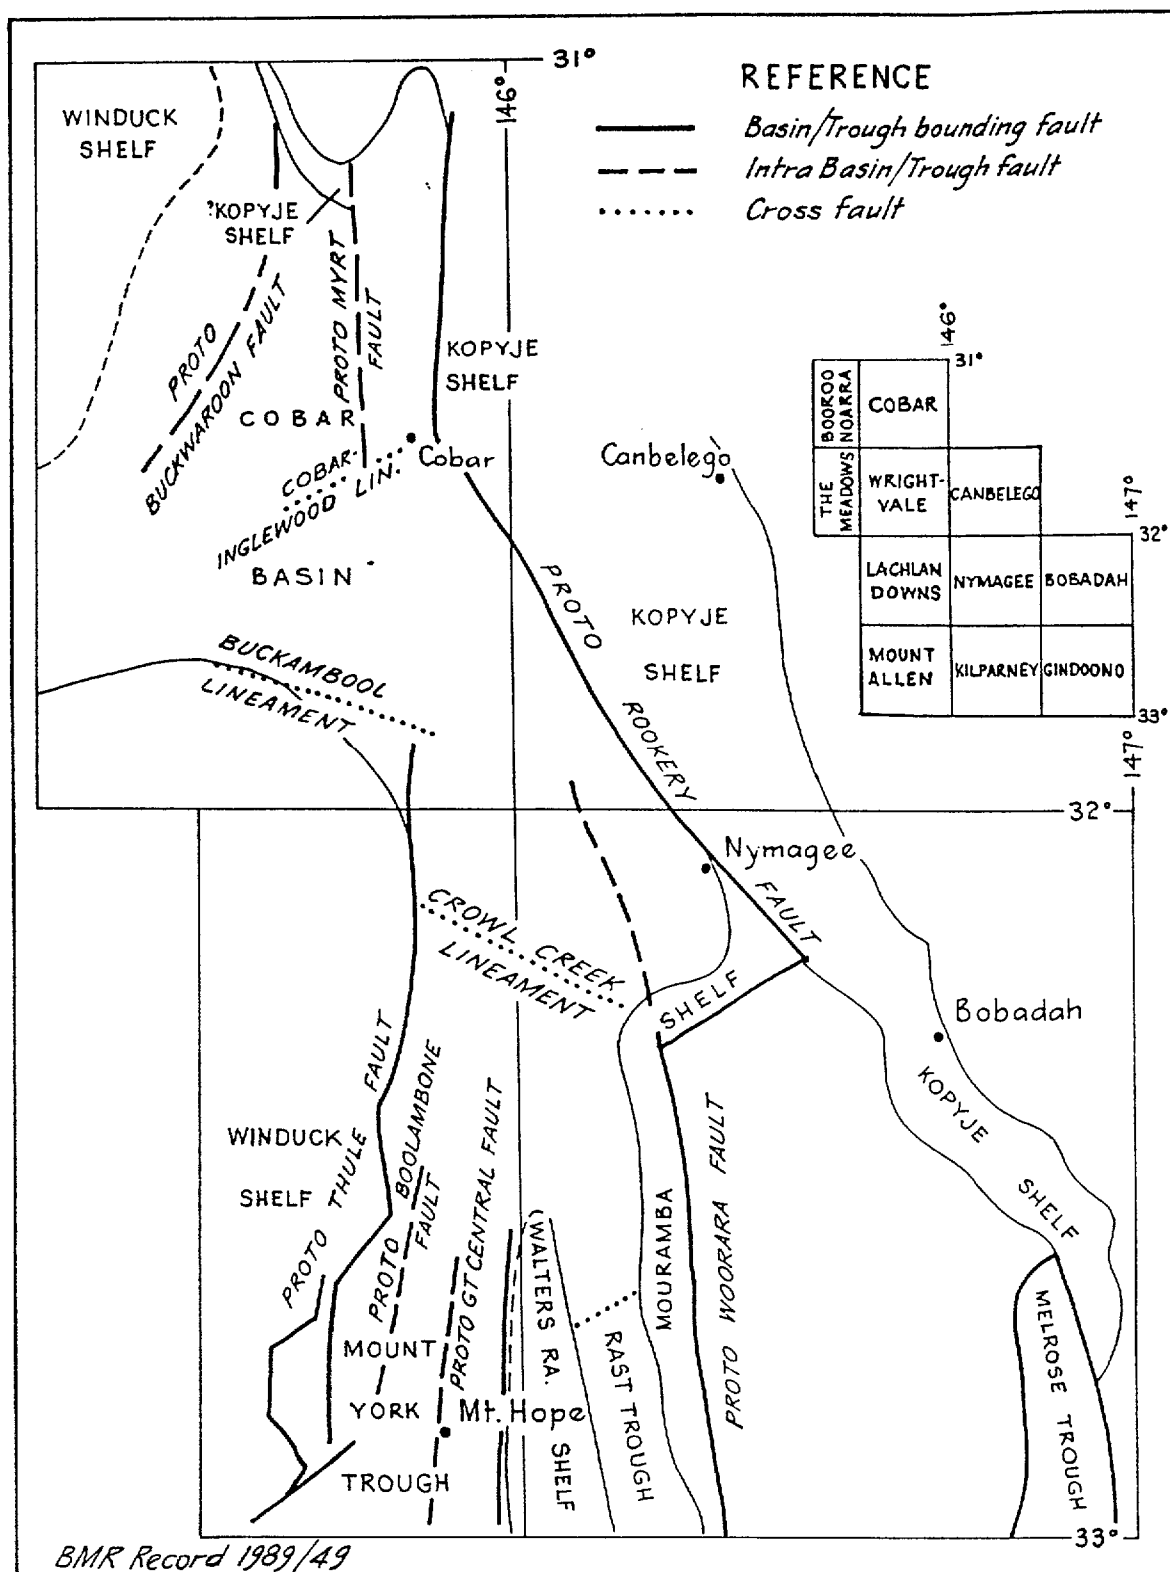 31°
146°
REFERENCE
Basin/Trough bounding fault
Intra Basin/Trough fault
Cross fault
WINDUCK
SHELF
?KOPYJE
SHELF
PROTO MYRT
FAULT
PROTO
BUCKWAROON FAULT
KOPYJE
SHELF
COBAR
Cobar
COBAR-
INGLEWOOD LIN.
BASIN
Canbelego
146°
31°
BOOROO
NOARRA
COBAR
THE
MEADOWS
WRIGHT-
VALE
CANBELEGO
147°
32°
LACHLAN
DOWNS
NYMAGEE
BOBADAH
MOUNT
ALLEN
KILPARNEY
GINDOONO
33°
147°
PROTO
ROOKERY
FAULT
KOPYJE
SHELF
BUCKAMBOOL
LINEAMENT
32°
Nymagee
CROWL CREEK
LINEAMENT
SHELF
Bobadah
KOPYJE
SHELF
WINDUCK
SHELF
PROTO THULE FAULT
PROTO BOOLAMBONE
FAULT
PROTO GT CENTRAL FAULT
(WALTERS RA.
SHELF
RAST TROUGH
MOURAMBA
PROTO WOORARA FAULT
MELROSE TROUGH
MOUNT
YORK
TROUGH
Mt. Hope
33°
BMR Record 1989/49